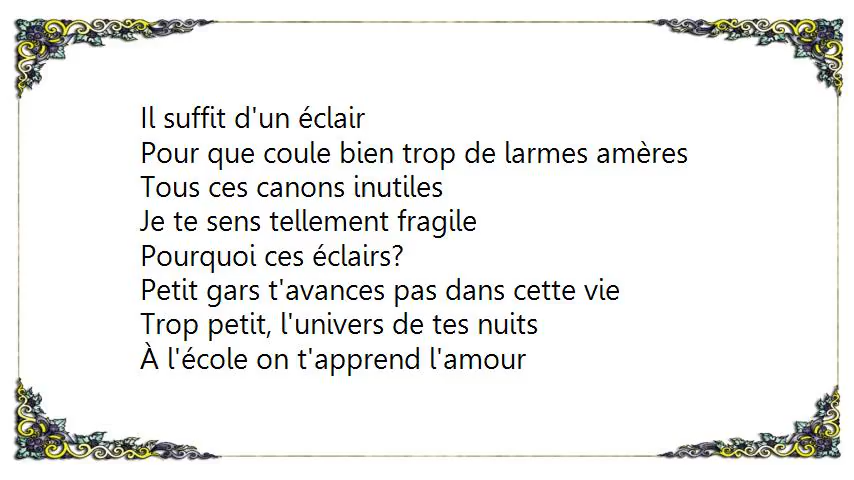 Il suffit d'un éclair
Pour que coule bien trop de larmes amères
Tous ces canons inutiles
Je te sens tellement fragile
Pourquoi ces éclairs?
Petit gars t'avances pas dans cette vie
Trop petit, l'univers de tes nuits
À l'école on t'apprend l'amour